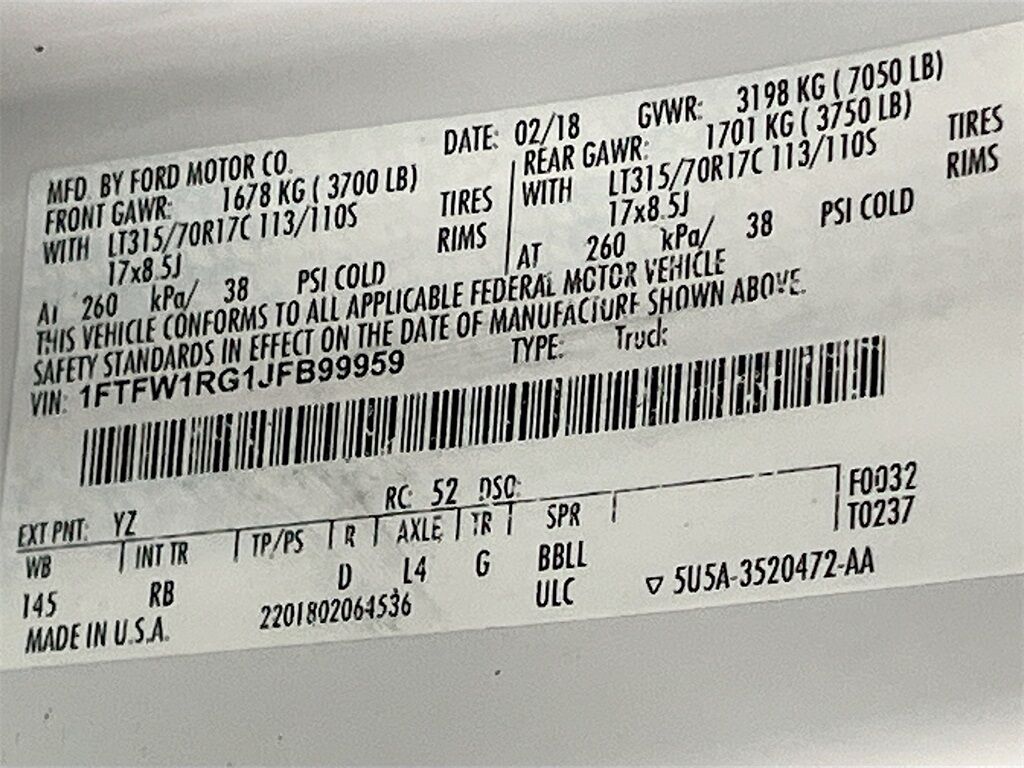 MFD. BY FORD MOTOR CO.
DATE: 02/18 GVWR: 3198 KG ( 7050 LB)
FRONT GAWR: 1678 KG ( 3700 LB)
WITH LT315/70R17C 113/110S TIRES
17x8.5J RIMS
At 260 kPa/ 38 PSI COLD
REAR GAWR: 1701 KG ( 3750 LB)
WITH LT315/70R17C 113/110S TIRES
17x8.5J RIMS
AT 260 kPa/ 38 PSI COLD
THIS VEHICLE CONFORMS TO ALL APPLICABLE FEDERAL MOTOR VEHICLE
SAFETY STANDARDS IN EFFECT ON THE DATE OF MANUFACTURE SHOWN ABOVE.
VIN: 1FTFW1RG1JFB99959 TYPE: Truck
EXT PNT: YZ RC: 52 DSO: F0032
T0237
WB INT TR TP/PS R AXLE TR SPR
145 RB D L4 G BBLL
MADE IN U.S.A. 2201802064536 ULC ▽ 5U5A-3520472-AA